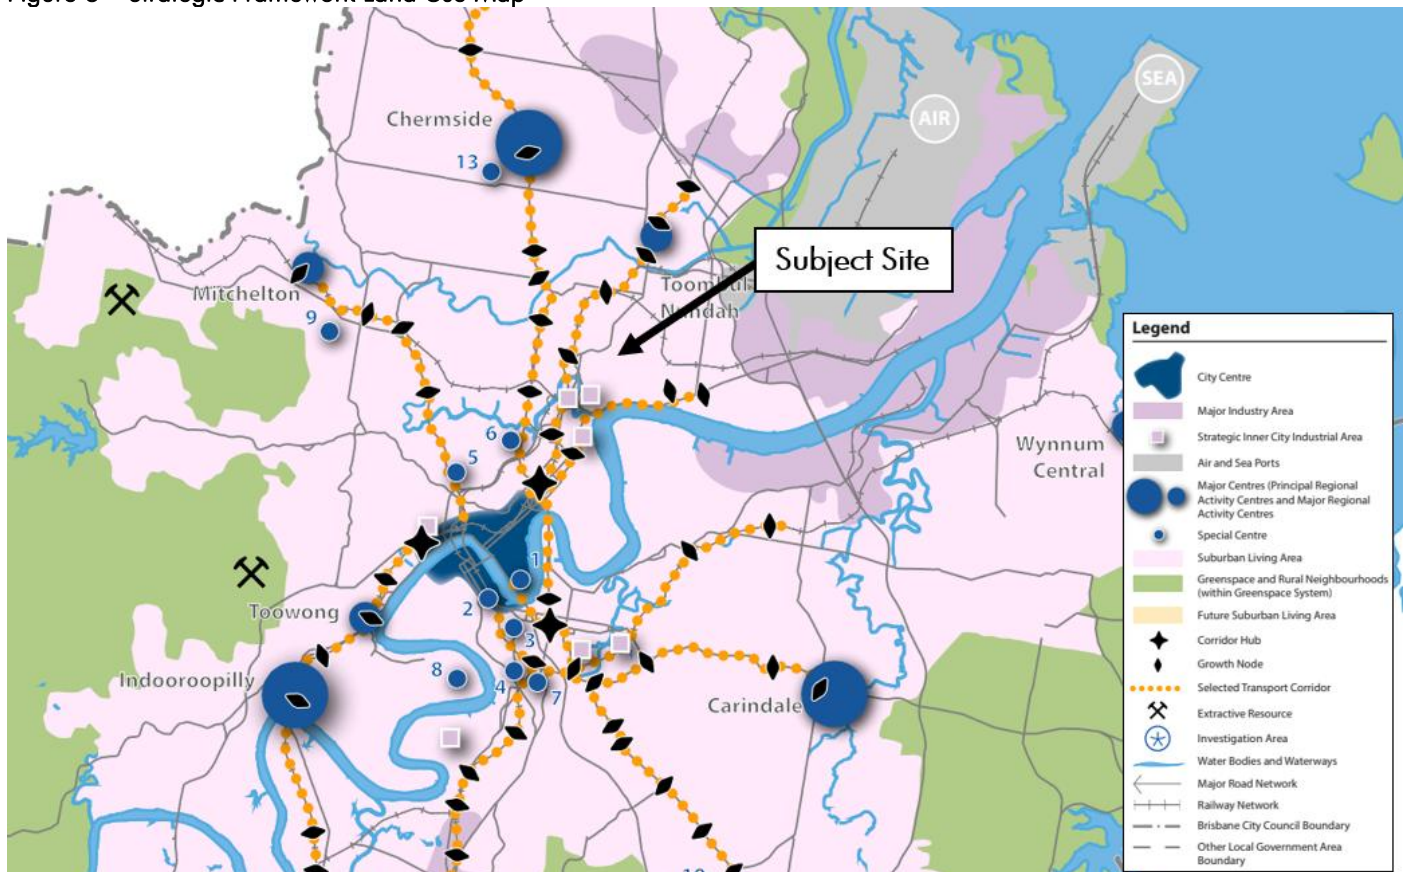 SEA
AIR
Chermside
13
Subject Site
Mitchelton
Nundah
9
Legend
City Centre
Major Industry Area
6
Strategic Inner City Industrial Area
Wynnum
Central
5
Air and Sea Ports
Major Centres (Principal Regional
Activity Centres and Major Regional
Activity Centres
Special Centre
1
Suburban Living Area
Greenspace and Rural Neighbourhoods
(within Greenspace System)
Toowong
2
Future Suburban Living Area
3
Corridor Hub
Growth Node
Indooroopilly
8
4
7
Selected Transport Corridor
Carindale
Extractive Resource
Investigation Area
Water Bodies and Waterways
Major Road Network
Railway Network
Brisbane City Council Boundary
Other Local Government Area
Boundary